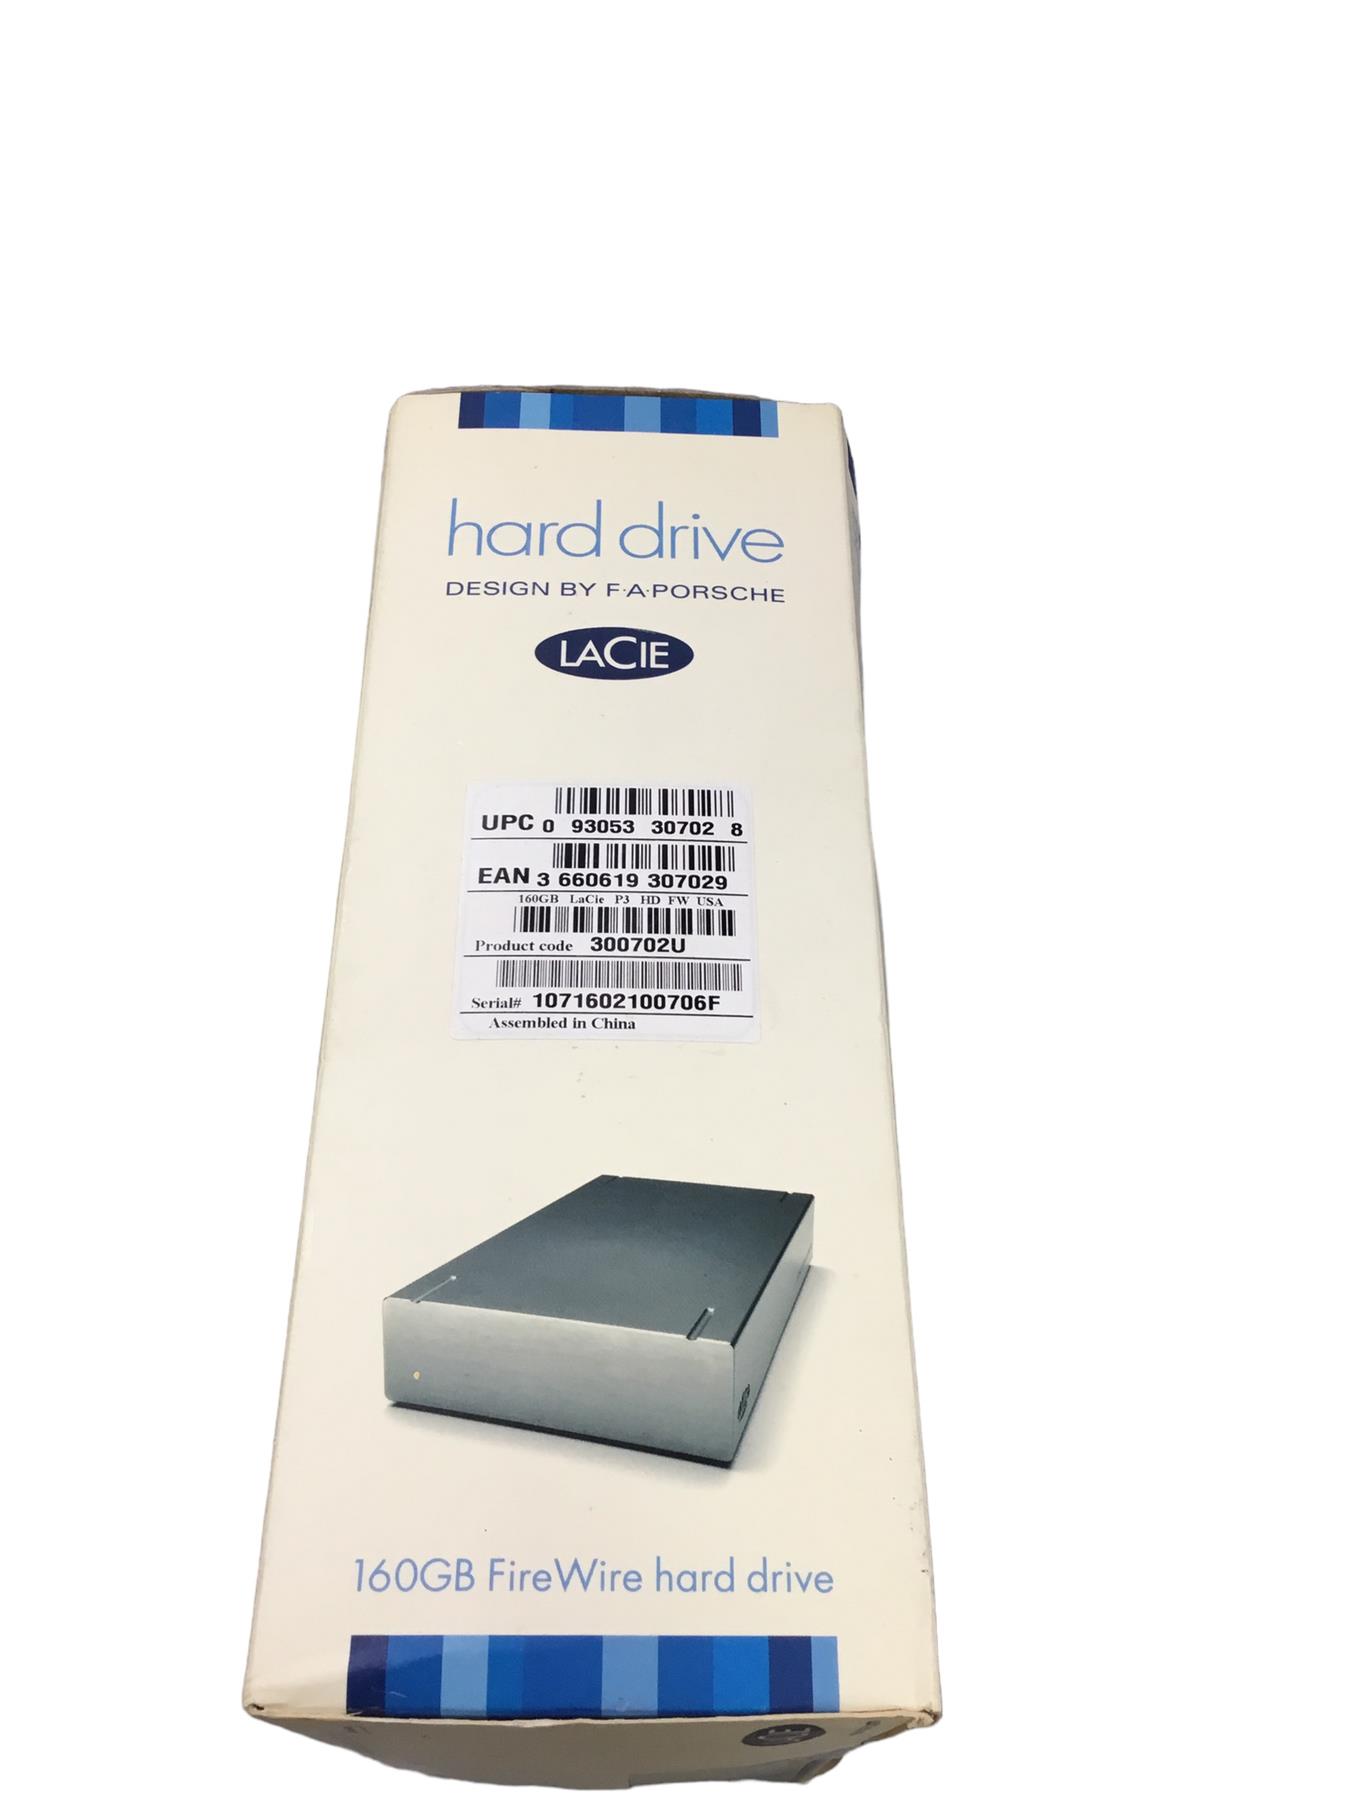 hard drive
DESIGN BY F·A·PORSCHE
LACIE
UPC 0 93053 30702 8
EAN 3 660619 307029
160GB LaCie P3 HD FW USA
Product code 300702U
Serial# 1071602100706F
Assembled in China
160GB FireWire hard drive